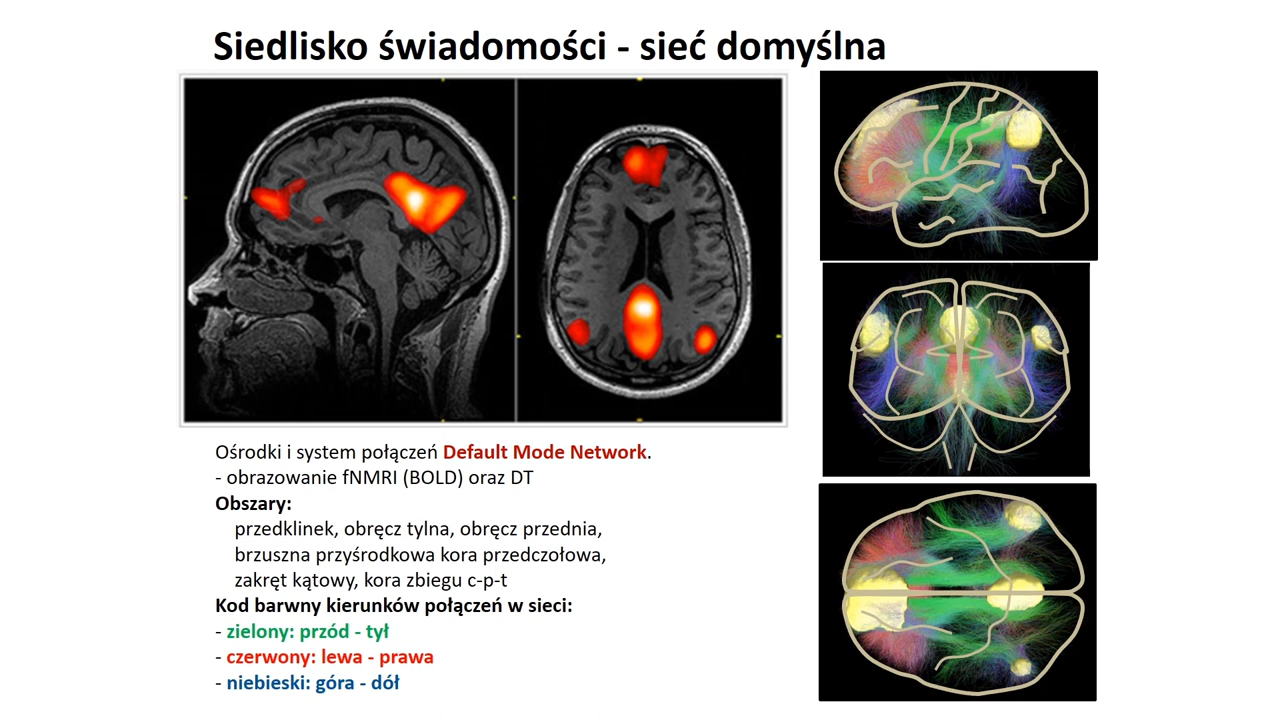 Siedlisko świadomości - sieć domyślna
Ośrodki i system połączeń Default Mode Network.
- obrazowanie fNMRI (BOLD) oraz DT
Obszary:
przedklinek, obręcz tylna, obręcz przednia,
brzuszna przyśrodkowa kora przedczołowa,
zakręt kątowy, kora zbiegu c-p-t
Kod barwny kierunków połączeń w sieci:
- zielony: przód - tył
- czerwony: lewa - prawa
- niebieski: góra - dół